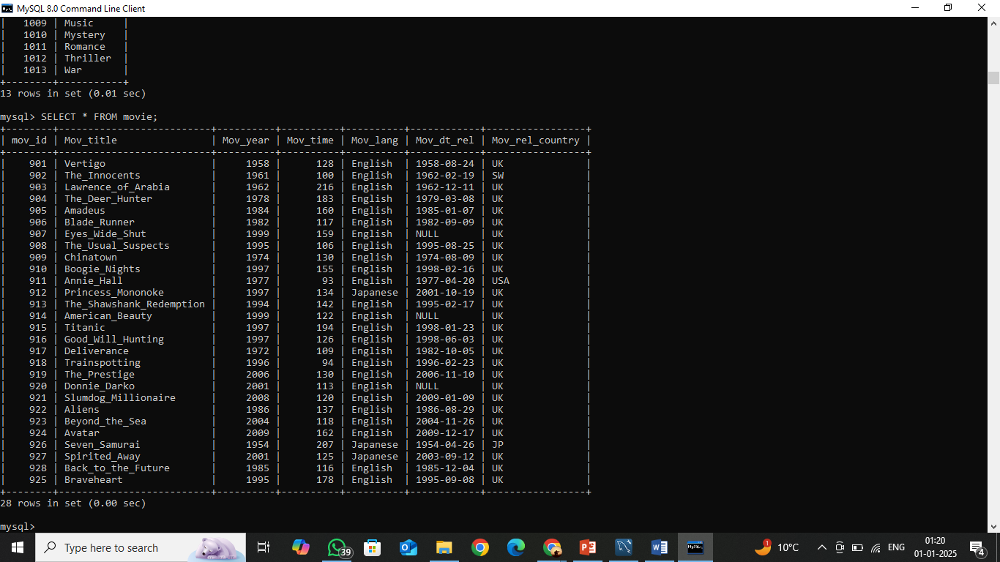 MySQL 8.0 Command Line Client
|   1009 | Music     |
|   1010 | Mystery   |
|   1011 | Romance   |
|   1012 | Thriller  |
|   1013 | War       |
+--------+-----------+
13 rows in set (0.01 sec)
mysql> SELECT * FROM movie;
+--------+--------------------------+----------+----------+----------+------------+-----------------+
| mov_id | Mov_title                | Mov_year | Mov_time | Mov_lang | Mov_dt_rel | Mov_rel_country |
+--------+--------------------------+----------+----------+----------+------------+-----------------+
|    901 | Vertigo                  |     1958 |      128 | English  | 1958-08-24 | UK              |
|    902 | The_Innocents            |     1961 |      100 | English  | 1962-02-19 | SW              |
|    903 | Lawrence_of_Arabia       |     1962 |      216 | English  | 1962-12-11 | UK              |
|    904 | The_Deer_Hunter          |     1978 |      183 | English  | 1979-03-08 | UK              |
|    905 | Amadeus                  |     1984 |      160 | English  | 1985-01-07 | UK              |
|    906 | Blade_Runner             |     1982 |      117 | English  | 1982-09-09 | UK              |
|    907 | Eyes_Wide_Shut           |     1999 |      159 | English  | NULL       | UK              |
|    908 | The_Usual_Suspects       |     1995 |      106 | English  | 1995-08-25 | UK              |
|    909 | Chinatown                |     1974 |      130 | English  | 1974-08-09 | UK              |
|    910 | Boogie_Nights            |     1997 |      155 | English  | 1998-02-16 | UK              |
|    911 | Annie_Hall               |     1977 |       93 | English  | 1977-04-20 | USA             |
|    912 | Princess_Mononoke        |     1997 |      134 | Japanese | 2001-10-19 | UK              |
|    913 | The_Shawshank_Redemption |     1994 |      142 | English  | 1995-02-17 | UK              |
|    914 | American_Beauty          |     1999 |      122 | English  | NULL       | UK              |
|    915 | Titanic                  |     1997 |      194 | English  | 1998-01-23 | UK              |
|    916 | Good_Will_Hunting        |     1997 |      126 | English  | 1998-06-03 | UK              |
|    917 | Deliverance              |     1972 |      109 | English  | 1982-10-05 | UK              |
|    918 | Trainspotting            |     1996 |       94 | English  | 1996-02-23 | UK              |
|    919 | The_Prestige             |     2006 |      130 | English  | 2006-11-10 | UK              |
|    920 | Donnie_Darko             |     2001 |      113 | English  | NULL       | UK              |
|    921 | Slumdog_Millionaire      |     2008 |      120 | English  | 2009-01-09 | UK              |
|    922 | Aliens                   |     1986 |      137 | English  | 1986-08-29 | UK              |
|    923 | Beyond_the_Sea           |     2004 |      118 | English  | 2004-11-26 | UK              |
|    924 | Avatar                   |     2009 |      162 | English  | 2009-12-17 | UK              |
|    926 | Seven_Samurai            |     1954 |      207 | Japanese | 1954-04-26 | JP              |
|    927 | Spirited_Away            |     2001 |      125 | Japanese | 2003-09-12 | UK              |
|    928 | Back_to_the_Future       |     1985 |      116 | English  | 1985-12-04 | UK              |
|    925 | Braveheart               |     1995 |      178 | English  | 1995-09-08 | UK              |
+--------+--------------------------+----------+----------+----------+------------+-----------------+
28 rows in set (0.00 sec)
mysql>
Type here to search 39 1 10°C ENG 01:20
01-01-2025 4